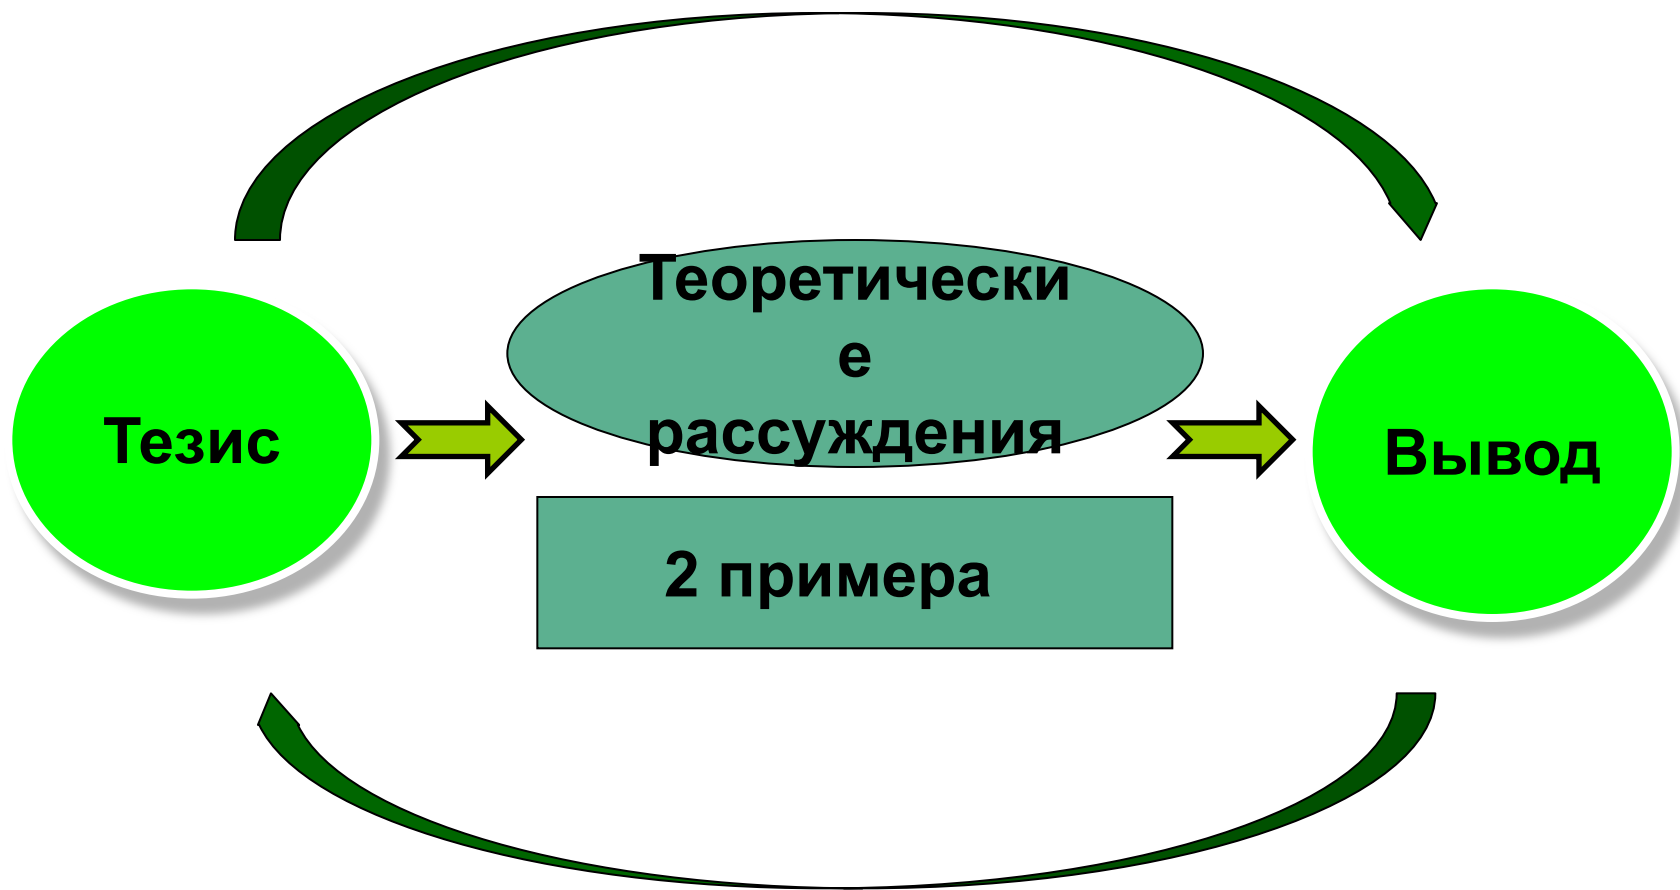 Тезис
Теоретически
е
рассуждения
2 примера
Вывод